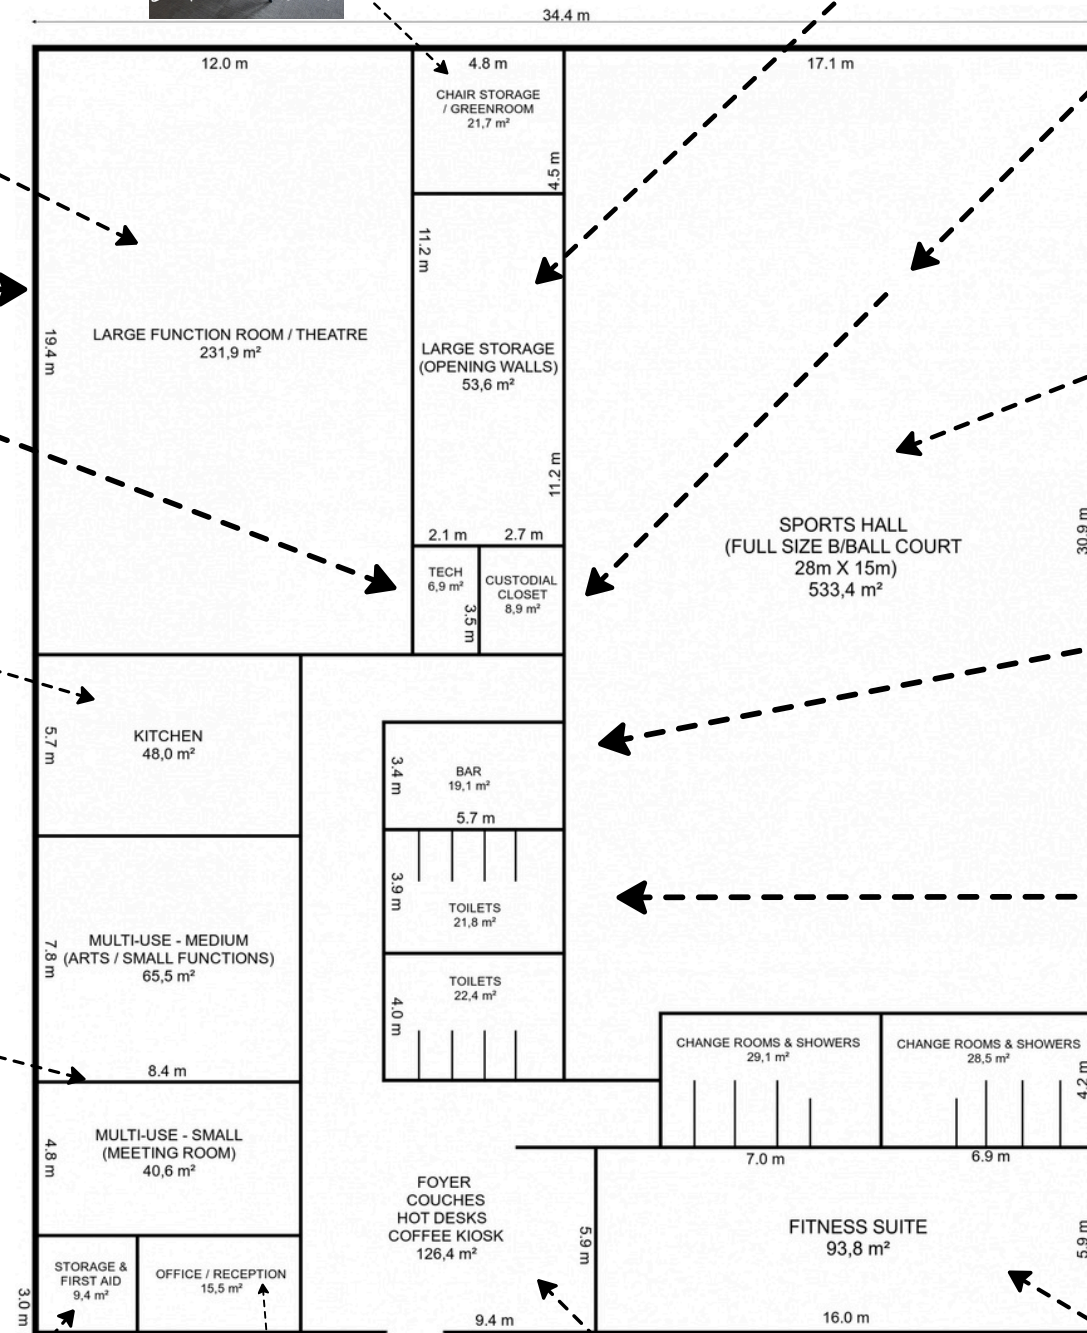 34.4 m
12.0 m
4.8 m
17.1 m
CHAIR STORAGE
/ GREENROOM
21,7 m²
4.5 m
11.2 m
19.4 m
LARGE FUNCTION ROOM / THEATRE
231,9 m²
LARGE STORAGE
(OPENING WALLS)
53,6 m²
11.2 m
2.1 m
2.7 m
TECH
6,9 m²
3.5 m
CUSTODIAL
CLOSET
8,9 m²
SPORTS HALL
(FULL SIZE B/BALL COURT
28m X 15m)
533,4 m²
30.9 m
5.7 m
KITCHEN
48,0 m²
3.4 m
BAR
19,1 m²
5.7 m
3.9 m
TOILETS
21,8 m²
7.8 m
MULTI-USE - MEDIUM
(ARTS / SMALL FUNCTIONS)
65,5 m²
TOILETS
22,4 m²
4.0 m
8.4 m
CHANGE ROOMS & SHOWERS
29,1 m²
CHANGE ROOMS & SHOWERS
28,5 m²
4.2 m
7.0 m
6.9 m
4.8 m
MULTI-USE - SMALL
(MEETING ROOM)
40,6 m²
FOYER
COUCHES
HOT DESKS
COFFEE KIOSK
126,4 m²
5.9 m
FITNESS SUITE
93,8 m²
5.9 m
STORAGE &
FIRST AID
9,4 m²
OFFICE / RECEPTION
15,5 m²
3.0 m
9.4 m
16.0 m